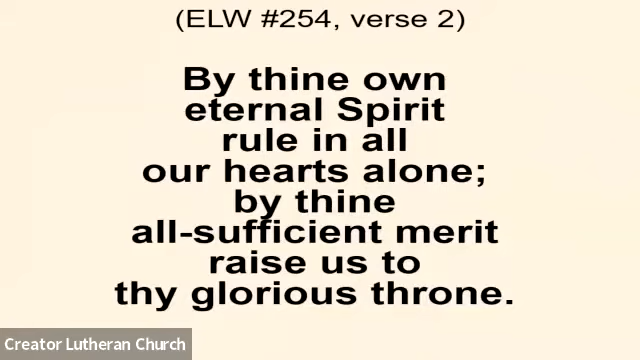 (ELW #254, verse 2)
By thine own
eternal Spirit
rule in all
our hearts alone;
by thine
all-sufficient merit
raise us to
thy glorious throne.
Creator Lutheran Church